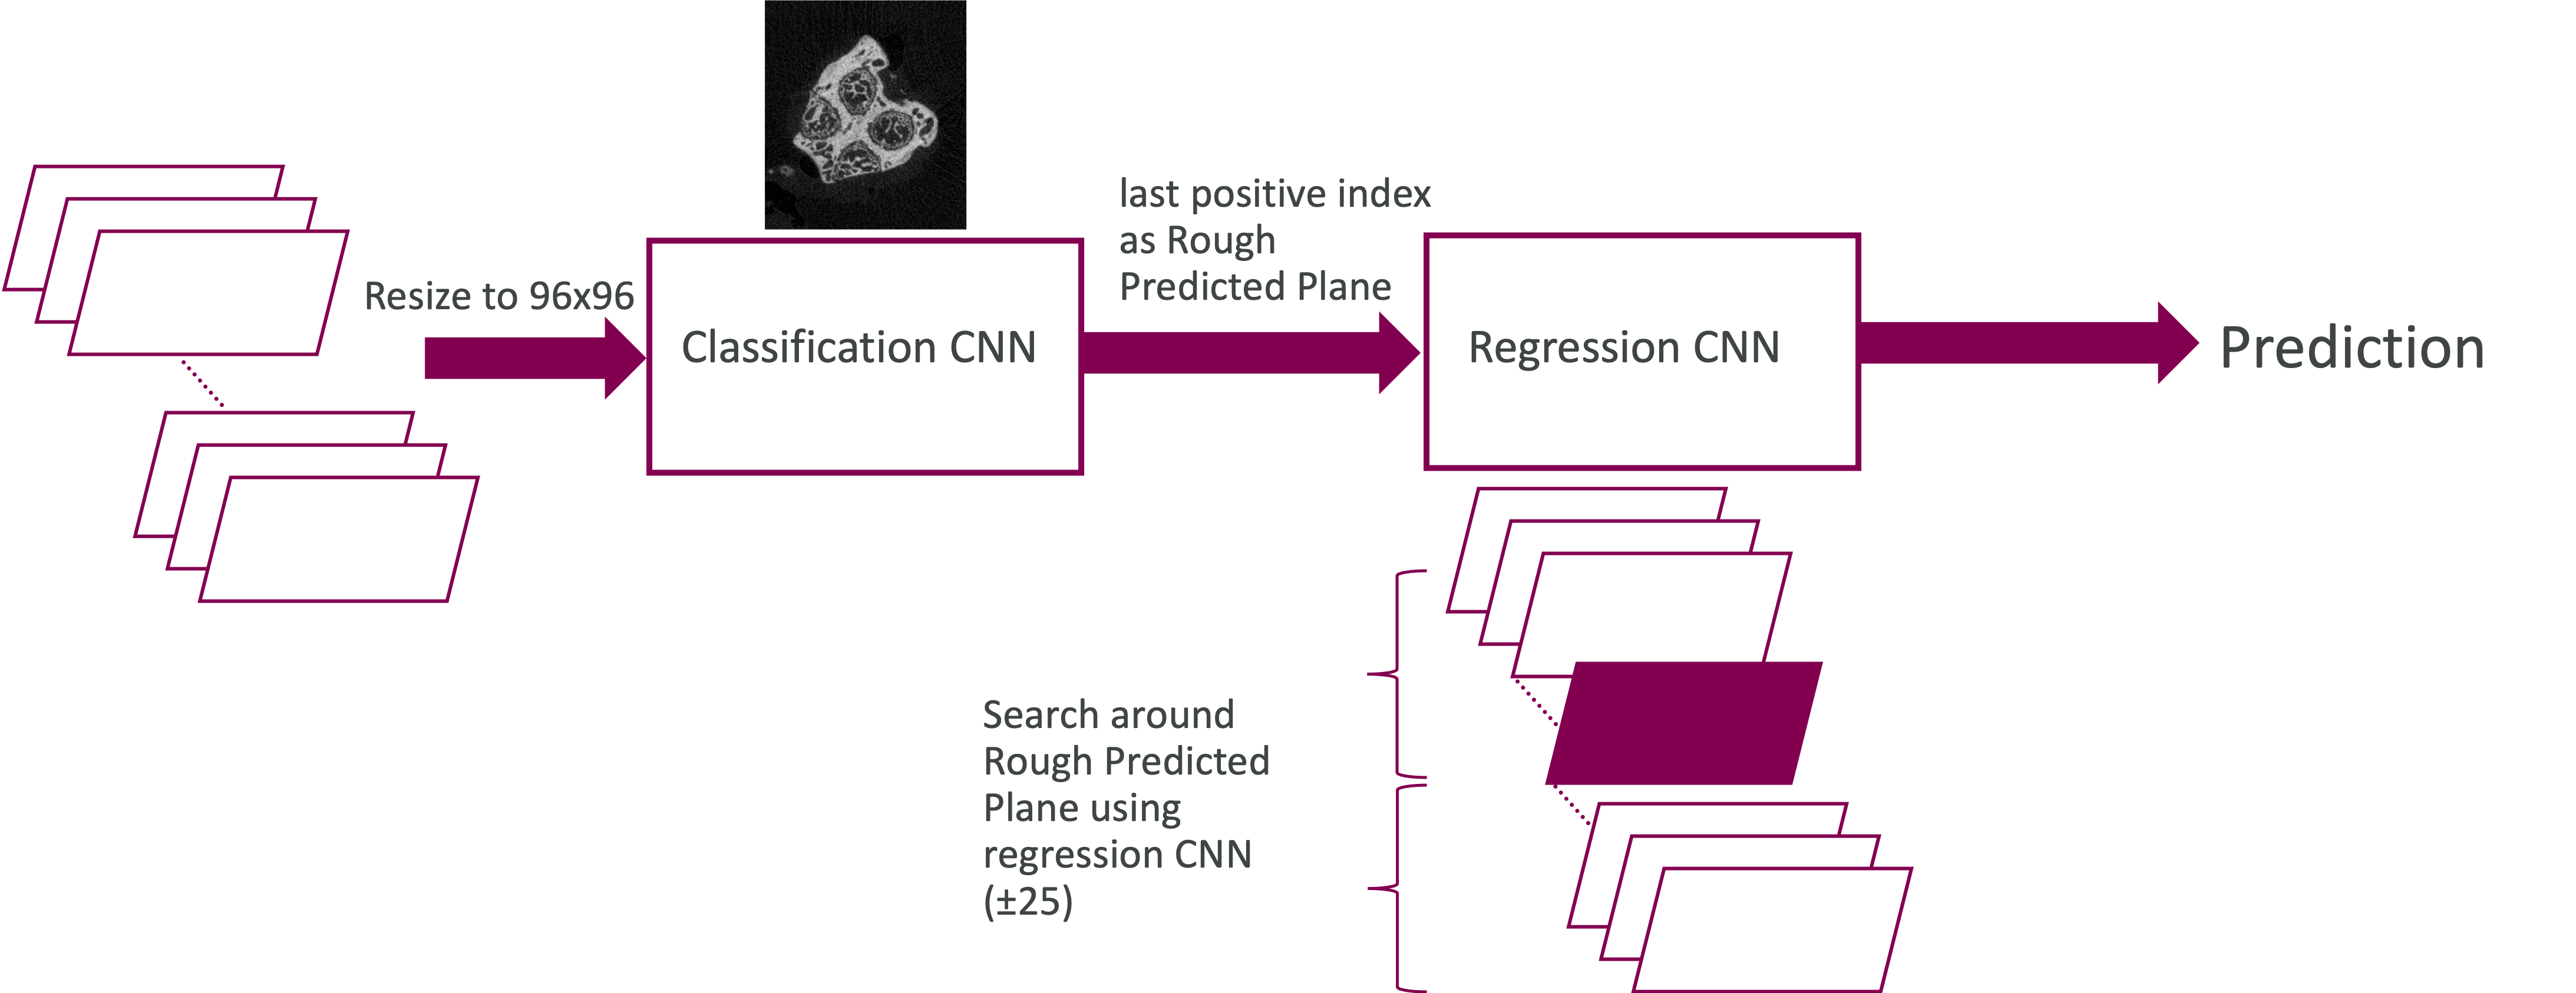 Resize to 96x96
Classification CNN
last positive index
as Rough
Predicted Plane
Regression CNN
Prediction
Search around
Rough Predicted
Plane using
regression CNN
(±25)